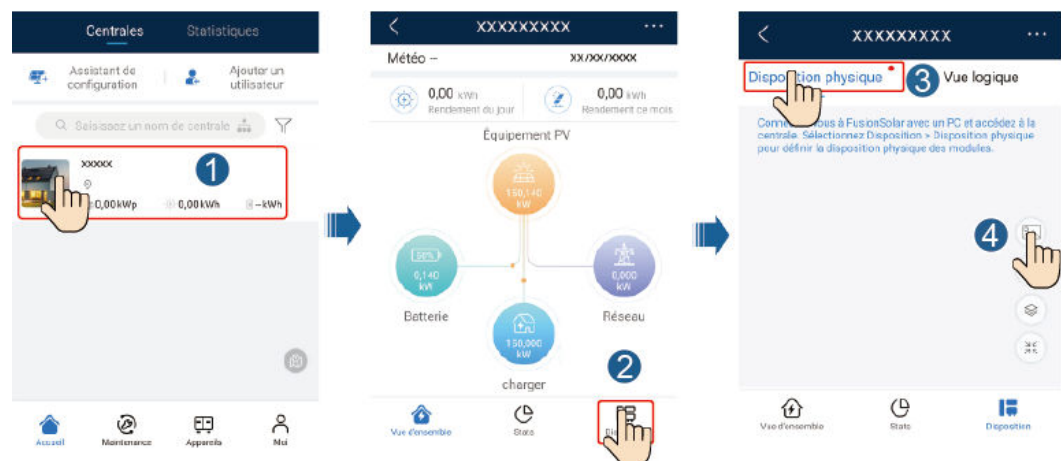 Centrales Statistiques
Assistant de configuration
Ajouter un utilisateur
Saisissez un nom de centrale
xxxxx
1
0,00kWp 0,00kWh --kWh
Accueil Maintenance Appareils Moi
XXXXXXXXX
Météo -- XX/XX/XXXX
0,00 kWh
Rendement du jour
0,00 kWh
Rendement ce mois
Équipement PV
150,140
kW
50%
0,140
kW
0,000
kW
Batterie Réseau
150,000
kW
charger
2
Vue d'ensemble Stats
XXXXXXXXX
Disposition physique 3 Vue logique
Connectez-vous à FusionSolar avec un PC et accédez à la
centrale. Sélectionnez Disposition > Disposition physique
pour définir la disposition physique des modules.
4
Vue d'ensemble Stats Disposition